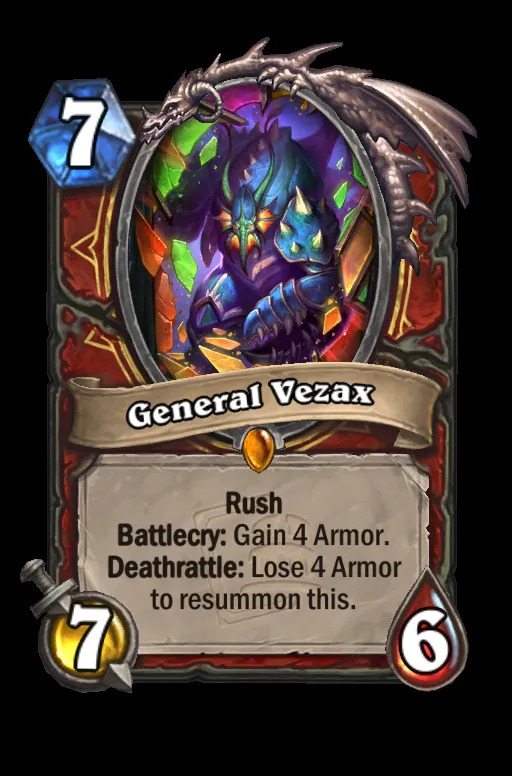 7
General Vezax
Rush
Battlecry: Gain 4 Armor.
Deathrattle: Lose 4 Armor
to resummon this.
7
6